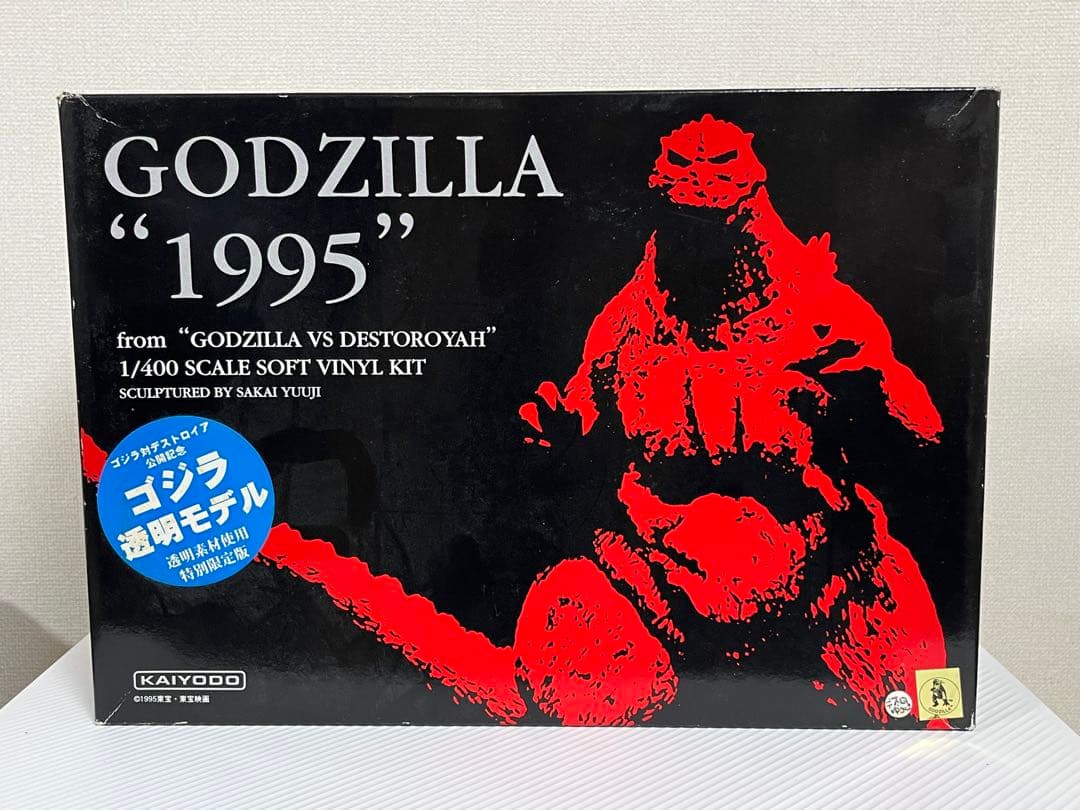 GODZILLA
“1995”
from “GODZILLA VS DESTOROYAH”
1/400 SCALE SOFT VINYL KIT
SCULPTURED BY SAKAI YUUJI
ゴジラ対デストロイア
公開記念
ゴジラ
透明モデル
透明素材使用
特別限定版
KAIYODO
©1995東宝・東宝映画
GODZILLA